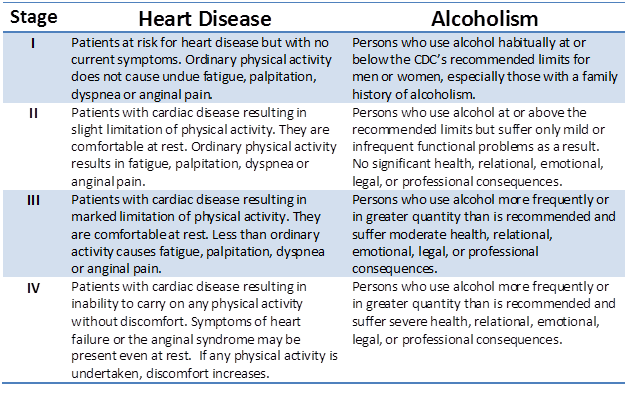 Stage Heart Disease Alcoholism
I
Patients at risk for heart disease but with no
current symptoms. Ordinary physical activity
does not cause undue fatigue, palpitation,
dyspnea or anginal pain.
Persons who use alcohol habitually at or
below the CDC's recommended limits for
men or women, especially those with a family
history of alcoholism.
II
Patients with cardiac disease resulting in
slight limitation of physical activity. They are
comfortable at rest. Ordinary physical activity
results in fatigue, palpitation, dyspnea or
anginal pain.
Persons who use alcohol at or above the
recommended limits but suffer only mild or
infrequent functional problems as a result.
No significant health, relational, emotional,
legal, or professional consequences.
III
Patients with cardiac disease resulting in
marked limitation of physical activity. They
are comfortable at rest. Less than ordinary
activity causes fatigue, palpitation, dyspnea
or anginal pain.
Persons who use alcohol more frequently or
in greater quantity than is recommended and
suffer moderate health, relational,
emotional, legal, or professional
consequences.
IV
Patients with cardiac disease resulting in
inability to carry on any physical activity
without discomfort. Symptoms of heart
failure or the anginal syndrome may be
present even at rest. If any physical activity is
undertaken, discomfort increases.
Persons who use alcohol more frequently or
in greater quantity than is recommended and
suffer severe health, relational, emotional,
legal, or professional consequences.